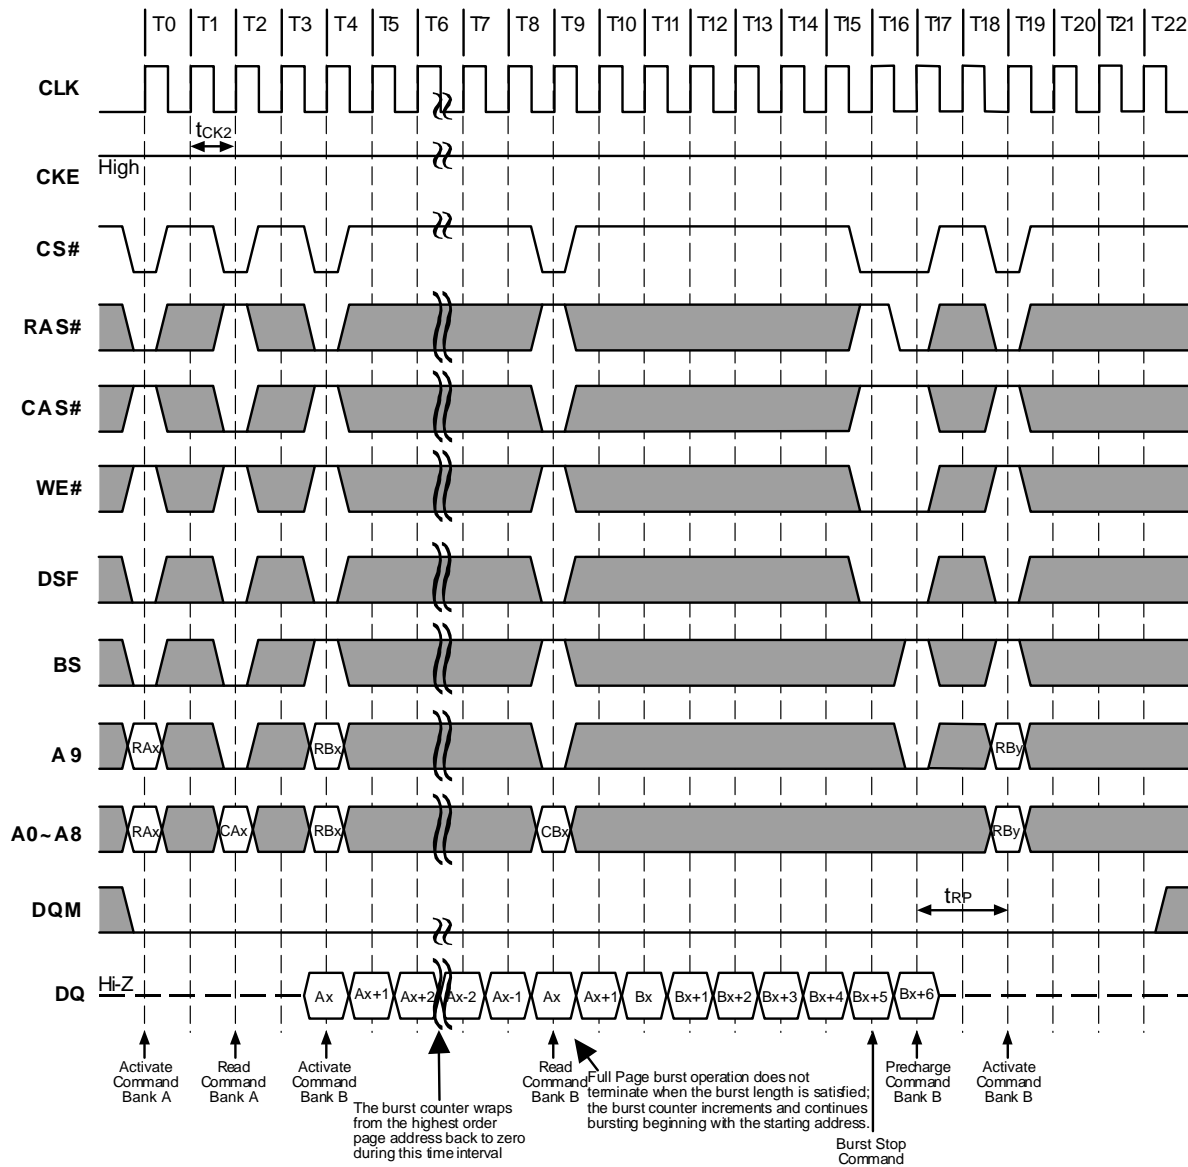 T0 T1 T2 T3 T4 T5 T6 T7 T8 T9 T10 T11 T12 T13 T14 T15 T16 T17 T18 T19 T20 T21 T22
CLK
tCK2
High
CKE
CS#
RAS#
CAS#
WE#
DSF
BS
A9
RAx RBx RBy
A0~A8
RAx CAx RBx CBx RBy
DQM
tRP
Hi-Z
DQ
Ax Ax+1 Ax+2 Ax-2 Ax-1 Ax Ax+1 Bx Bx+1 Bx+2 Bx+3 Bx+4 Bx+5 Bx+6
Activate
Command
Bank A
Read
Command
Bank A
Activate
Command
Bank B
The burst counter wraps
from the highest order
page address back to zero
during this time interval
Read
Command
Bank B
Full Page burst operation does not
terminate when the burst length is satisfied;
the burst counter increments and continues
bursting beginning with the starting address.
Burst Stop
Command
Precharge
Command
Bank B
Activate
Command
Bank B